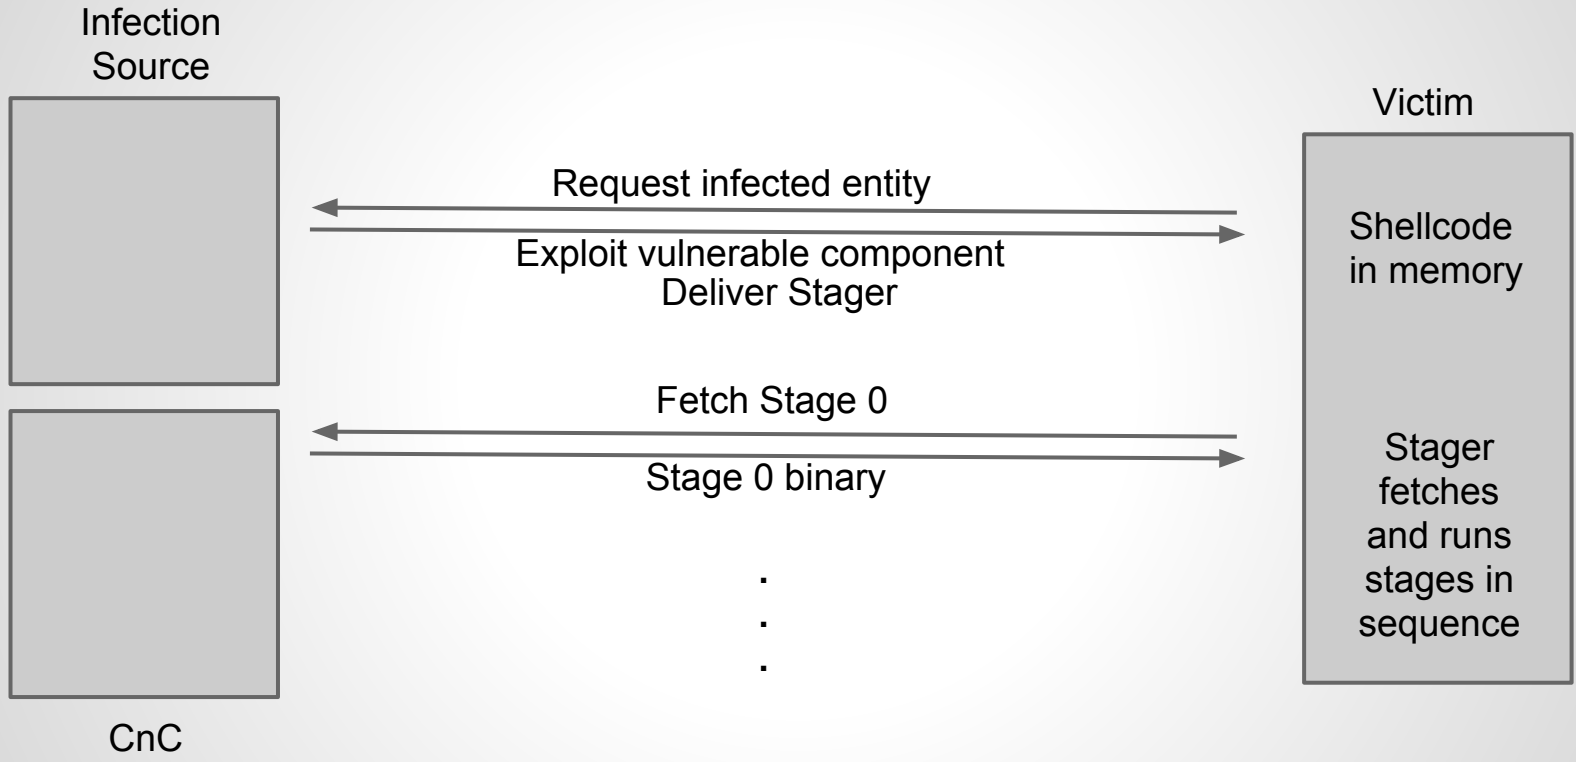 Infection
Source
Victim
Request infected entity
Exploit vulnerable component
Deliver Stager
Shellcode
in memory
Fetch Stage 0
Stage 0 binary
.
.
.
Stager
fetches
and runs
stages in
sequence
CnC